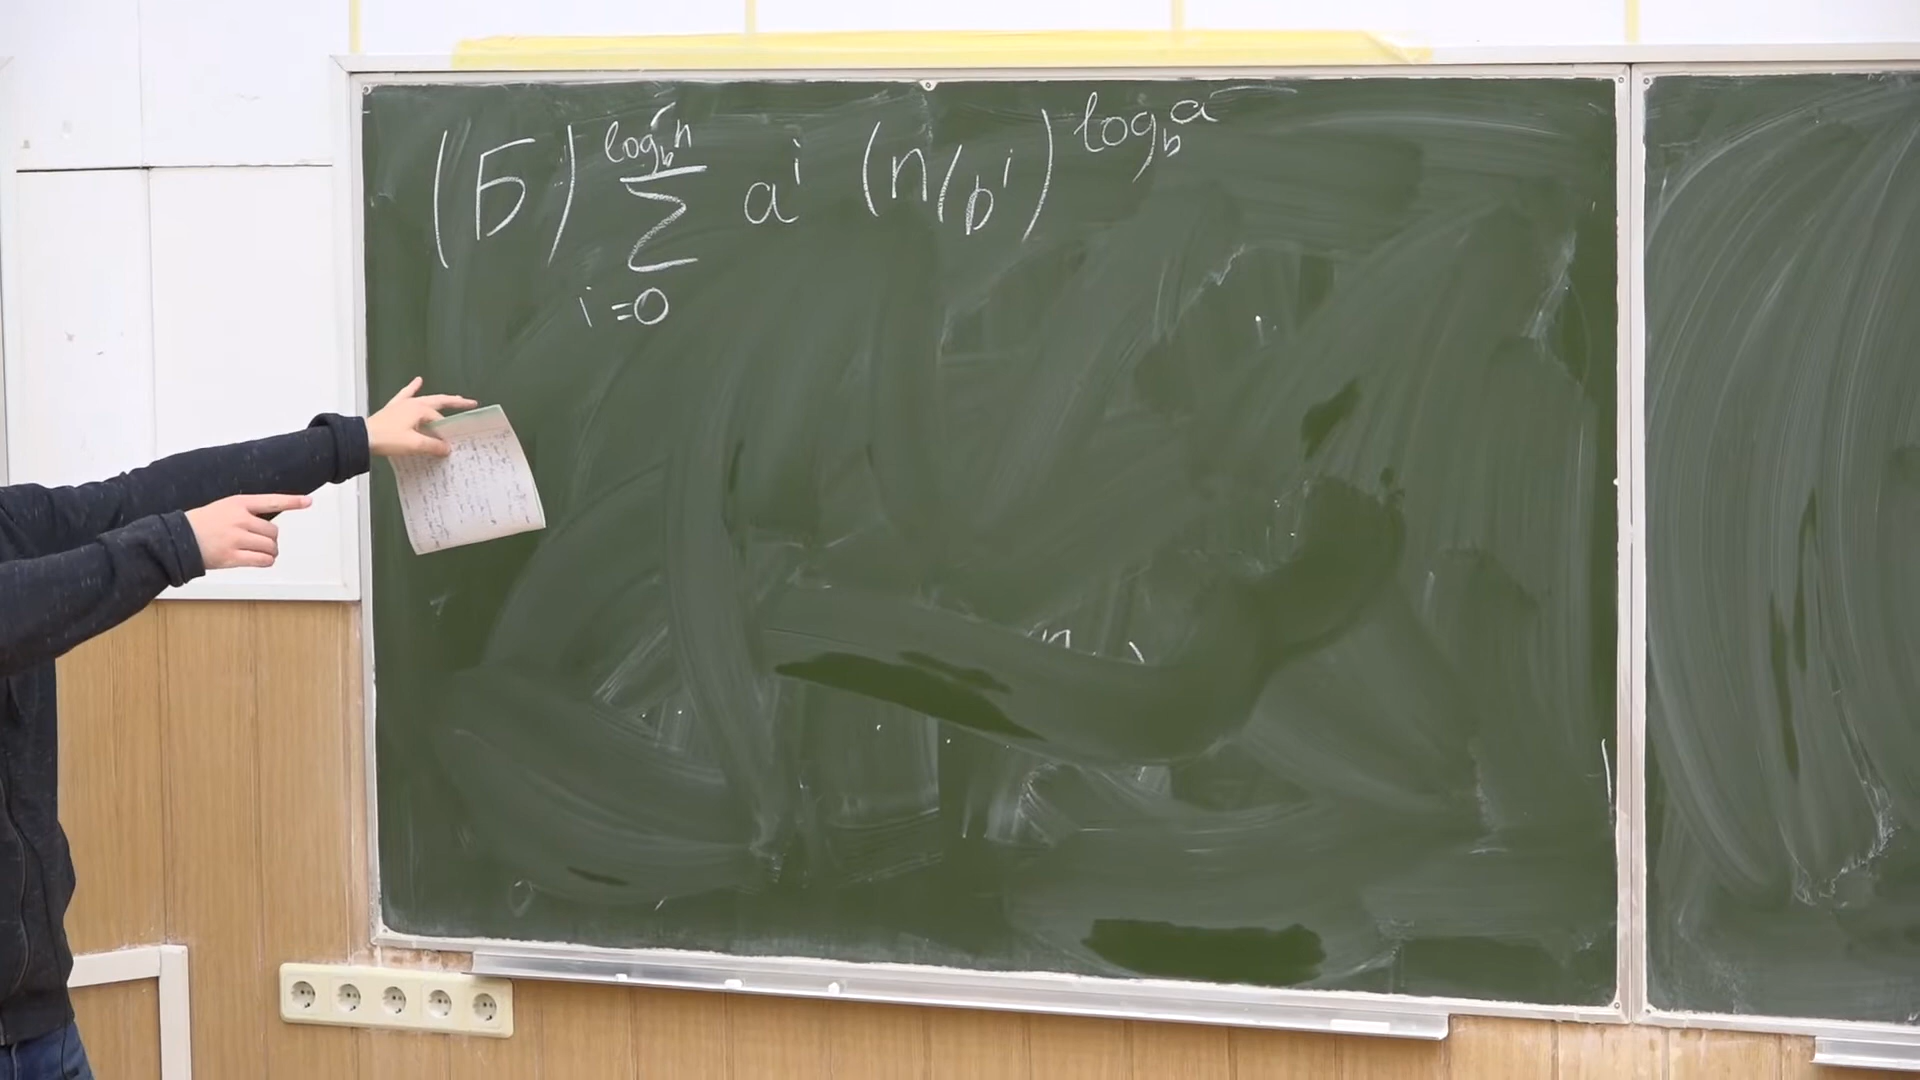 (Б) ∑_{i=0}^{log_b n} a^i (n/b^i)^{log_b a}